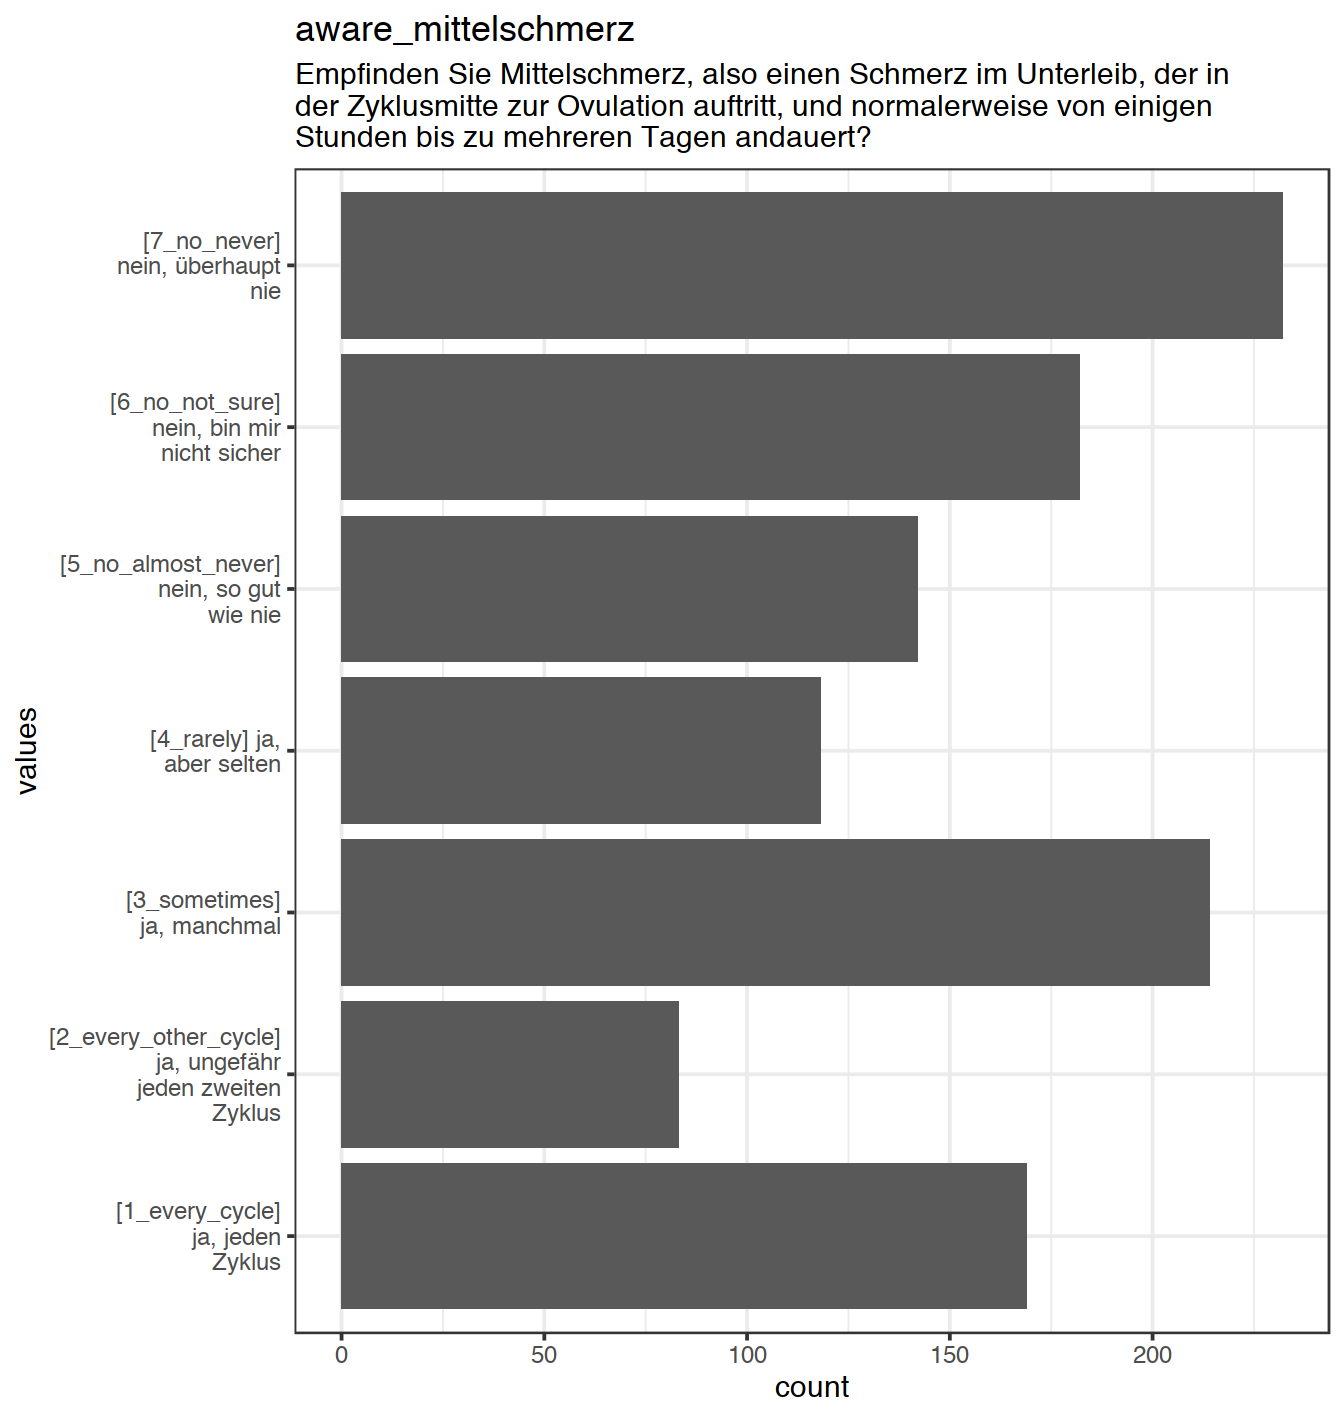 aware_mittelschmerz
Empfinden Sie Mittelschmerz, also einen Schmerz im Unterleib, der in
der Zyklusmitte zur Ovulation auftritt, und normalerweise von einigen
Stunden bis zu mehreren Tagen andauert?
values
[7_no_never]
nein, überhaupt
nie
[6_no_not_sure]
nein, bin mir
nicht sicher
[5_no_almost_never]
nein, so gut
wie nie
[4_rarely] ja,
aber selten
[3_sometimes]
ja, manchmal
[2_every_other_cycle]
ja, ungefähr
jeden zweiten
Zyklus
[1_every_cycle]
ja, jeden
Zyklus
0 50 100 150 200
count